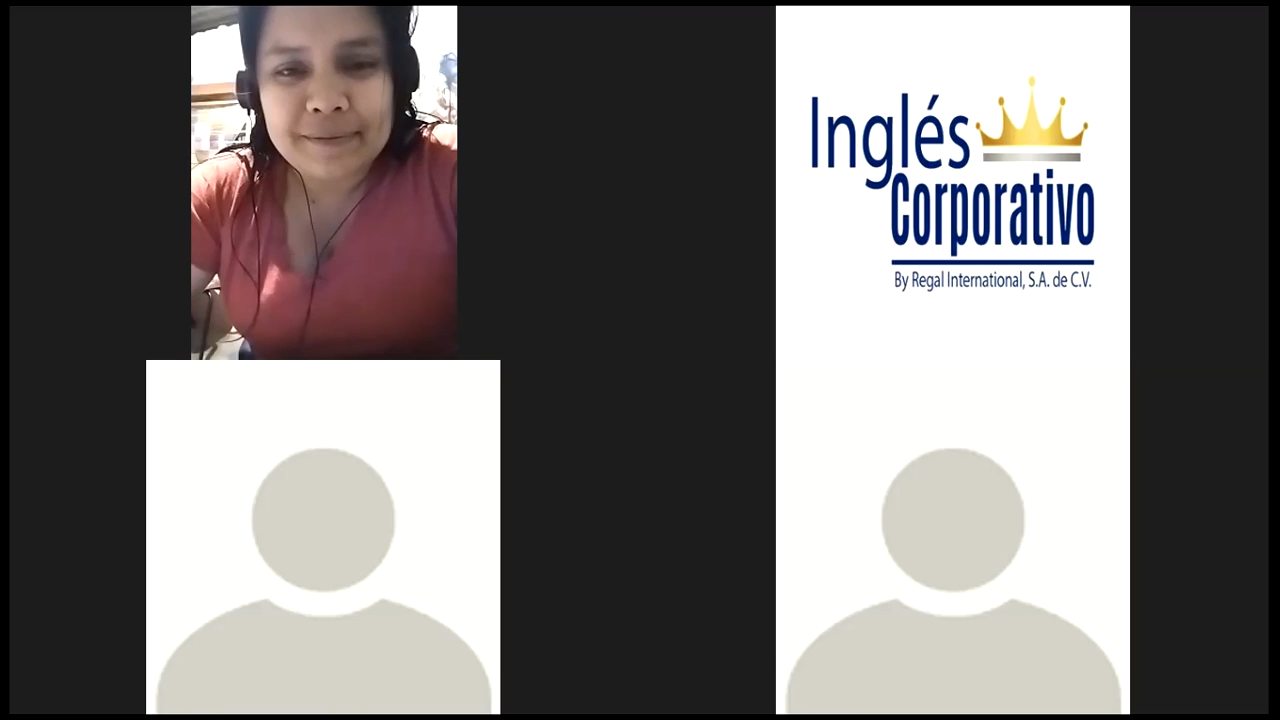 Inglés
Corporativo
By Regal International, S.A. de C.V.